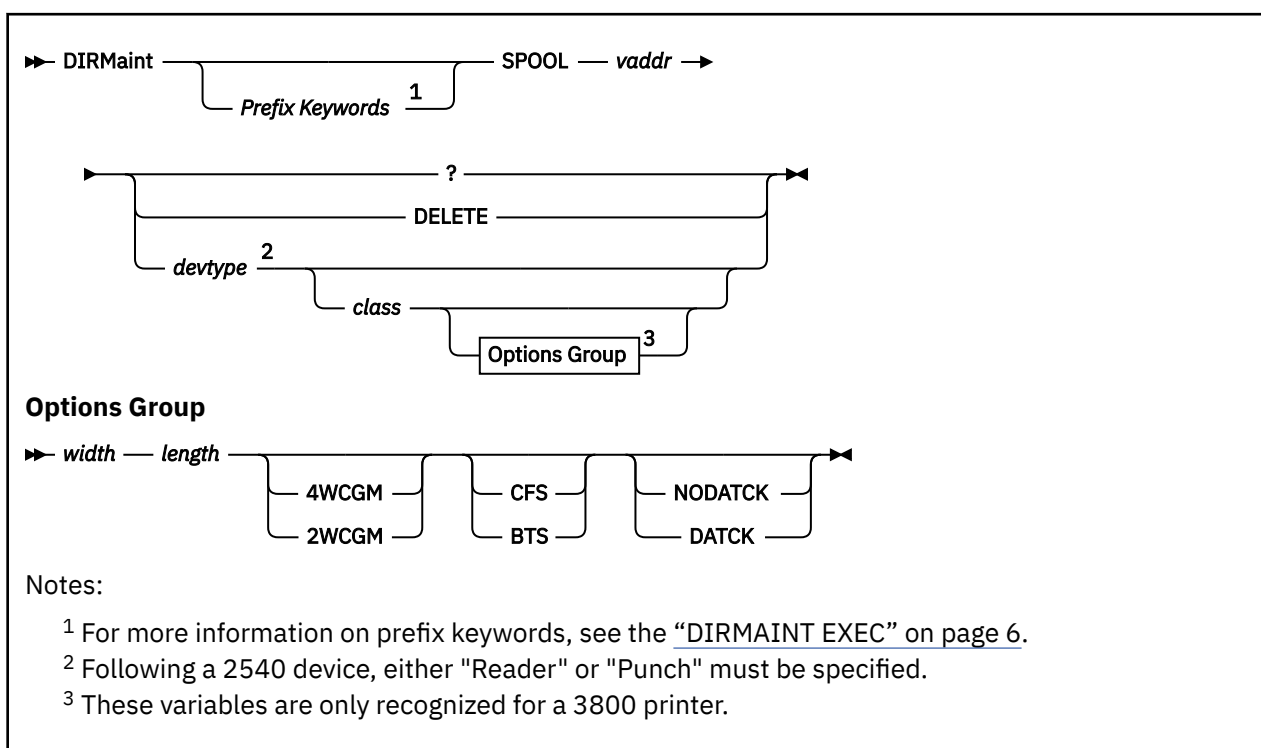 DIRMaint SPOOL vaddr
Prefix Keywords 1
?
DELETE
devtype 2
class
Options Group 3
Options Group
width length
4WCGM CFS NODATCK
2WCGM BTS DATCK
Notes:
1 For more information on prefix keywords, see the “DIRMAINT EXEC” on page 6.
2 Following a 2540 device, either "Reader" or "Punch" must be specified.
3 These variables are only recognized for a 3800 printer.